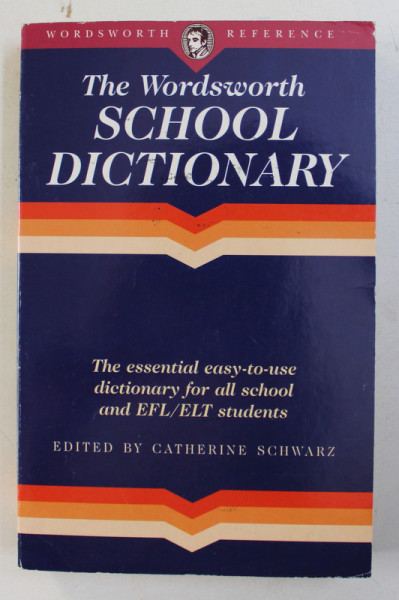 WORDSWORTH REFERENCE
The Wordsworth
SCHOOL
DICTIONARY
The essential easy-to-use
dictionary for all school
and EFL/ELT students
EDITED BY CATHERINE SCHWARZ